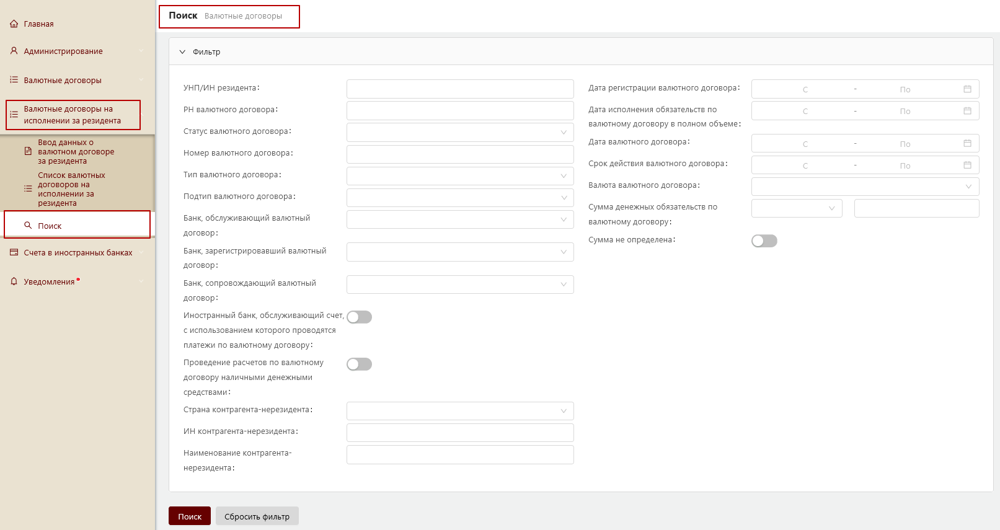 Главная
Администрирование
Валютные договоры
Валютные договоры на
исполнении за резидента
Ввод данных о
валютном договоре
за резидента
Список валютных
договоров на
исполнении за
резидента
Поиск
Счета в иностранных банках
Уведомления
Поиск Валютные договоры
Фильтр
УНП/ИН резидента:
РН валютного договора:
Статус валютного договора:
Номер валютного договора:
Тип валютного договора:
Подтип валютного договора:
Банк, обслуживающий валютный
договор:
Банк, зарегистрировавший валютный
договор:
Банк, сопровождающий валютный
договор:
Иностранный банк, обслуживающий счет,
с использованием которого проводятся
платежи по валютному договору:
Проведение расчетов по валютному
договору наличными денежными
средствами:
Страна контрагента-нерезидента:
ИН контрагента-нерезидента:
Наименование контрагента-
нерезидента:
Дата регистрации валютного договора: С - По
Дата исполнения обязательств по
валютному договору в полном объеме: С - По
Дата валютного договора: С - По
Срок действия валютного договора: С - По
Валюта валютного договора:
Сумма денежных обязательств по
валютному договору:
Сумма не определена:
Поиск Сбросить фильтр